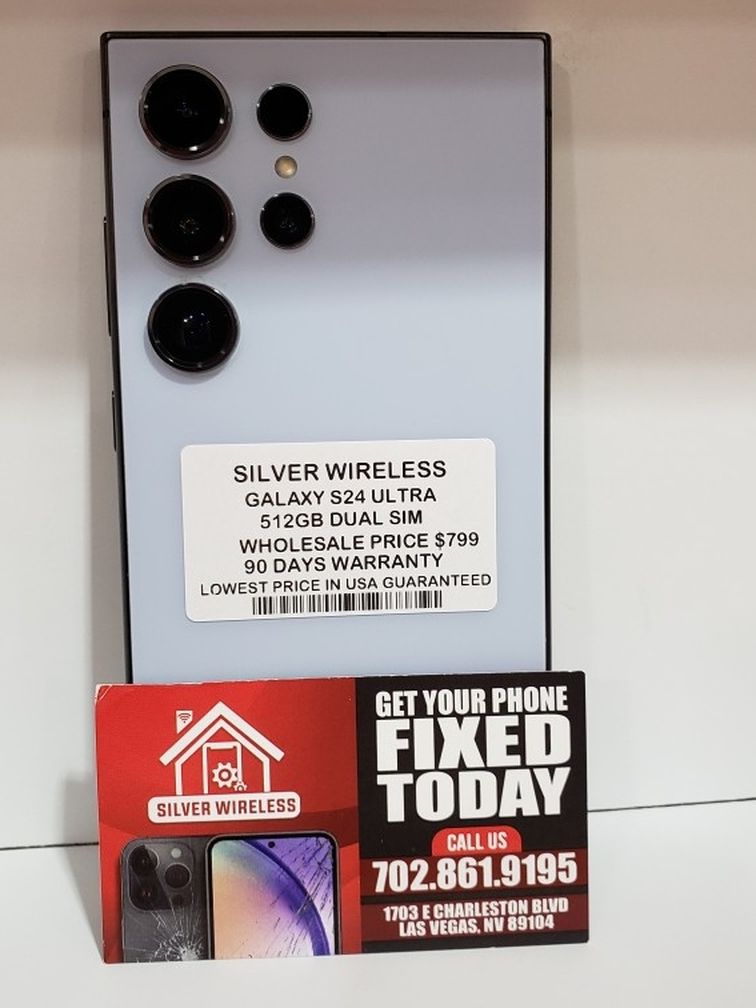 SILVER WIRELESS
GALAXY S24 ULTRA
512GB DUAL SIM
WHOLESALE PRICE $799
90 DAYS WARRANTY
LOWEST PRICE IN USA GUARANTEED
SILVER WIRELESS
GET YOUR PHONE
FIXED
TODAY
CALL US
702.861.9195
1703 E CHARLESTON BLVD
LAS VEGAS, NV 89104